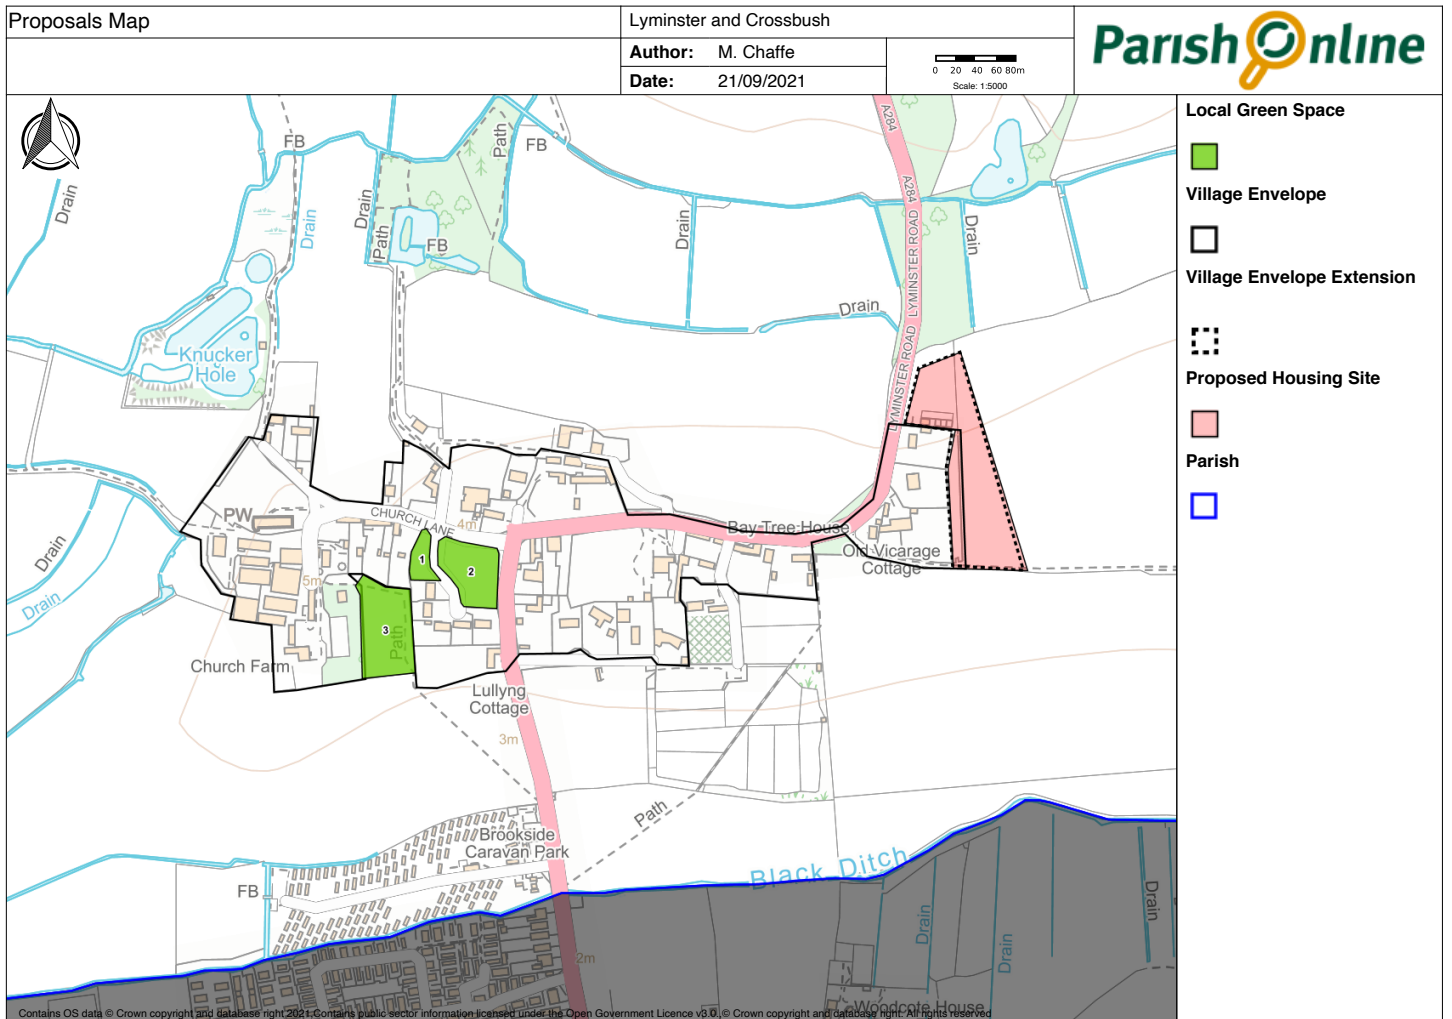 Proposals Map
Lyminster and Crossbush
Author: M. Chaffe
Date: 21/09/2021
0 20 40 60 80m
Scale: 1:5000
Parish Online
Local Green Space
Village Envelope
Village Envelope Extension
Proposed Housing Site
Parish
FB
Path
FB
A284
Drain
Drain
Drain
Path
FB
Drain
A284
LYMINSTER ROAD
Drain
Drain
LYMINSTER ROAD
Knucker
Hole
PW
CHURCH LANE
4m
Bay Tree House
Old Vicarage
Cottage
Drain
1
2
5m
Drain
3
Path
Church Farm
Lullyng
Cottage
3m
Path
Brookside
Caravan Park
Black Ditch
FB
Drain
Drain
Drain
2m
Woodcote House
Contains OS data © Crown copyright and database right 2021. Contains public sector information licensed under the Open Government Licence v3.0. © Crown copyright and database right. All rights reserved